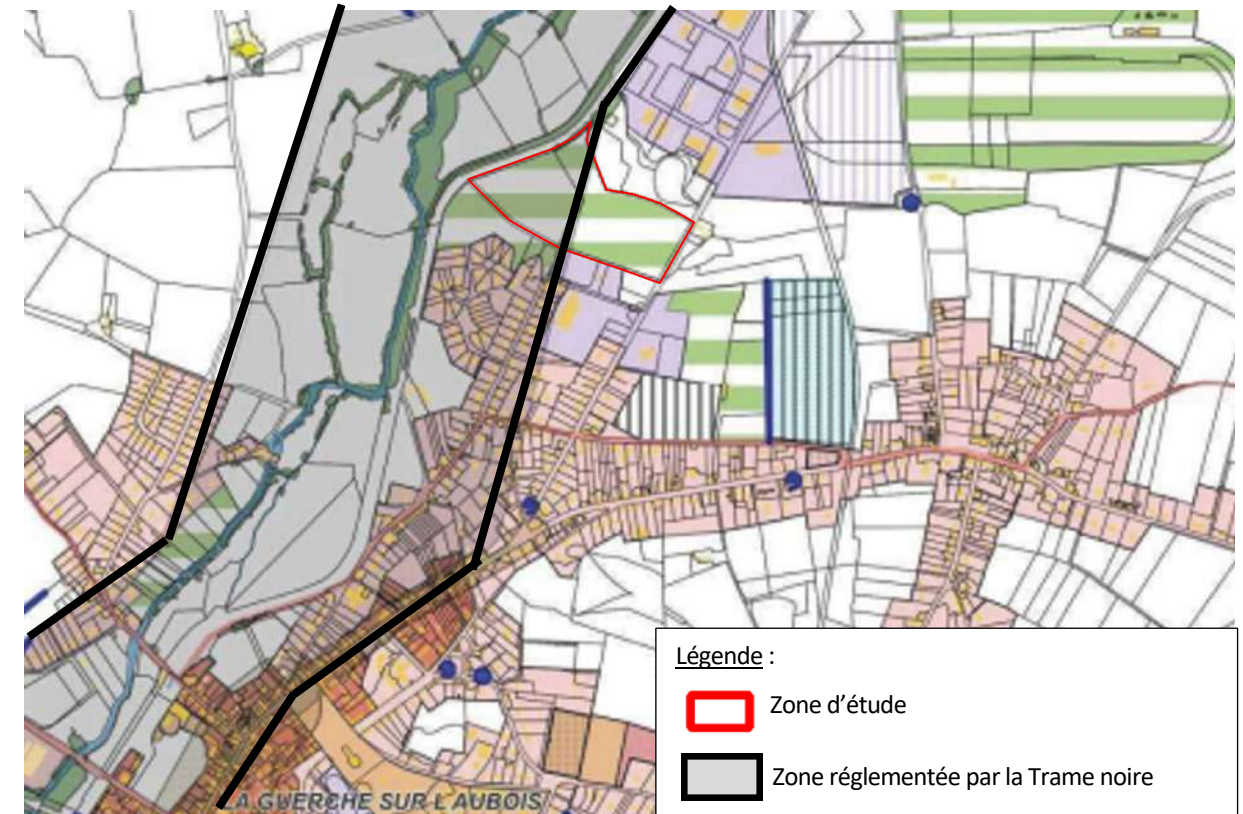 LA GUERCHE SUR L'AUBOIS
Légende :
Zone d’étude
Zone réglementée par la Trame noire